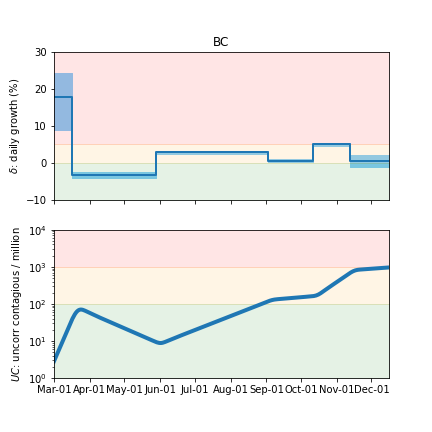 BC
δ: daily growth (%)
30
20
10
0
−10
UC: uncorr contagious / million
10⁴
10³
10²
10¹
10⁰
Mar-01 Apr-01 May-01 Jun-01 Jul-01 Aug-01 Sep-01 Oct-01 Nov-01 Dec-01